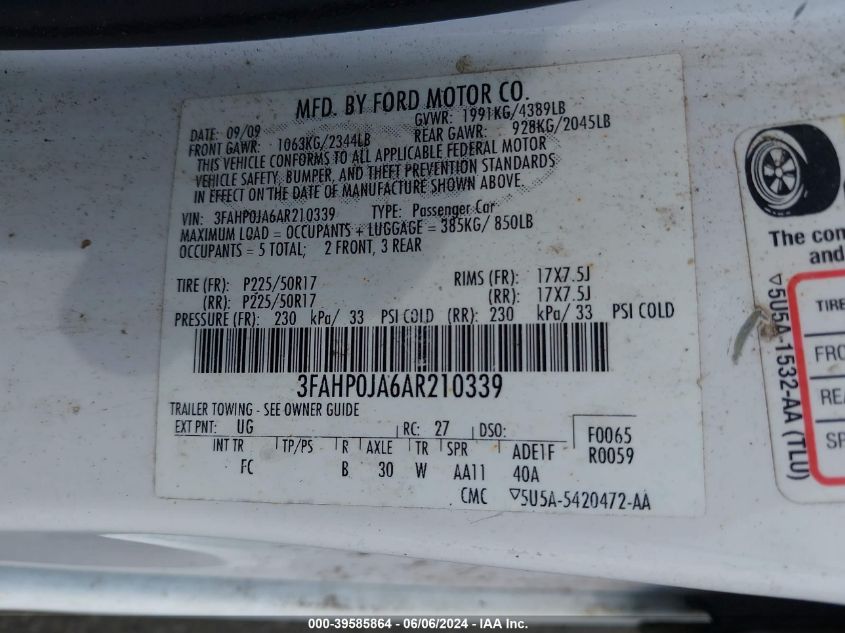 MFD. BY FORD MOTOR CO.
DATE: 09/09 GVWR: 1991KG/4389LB
FRONT GAWR: 1063KG/2344LB REAR GAWR: 928KG/2045LB
THIS VEHICLE CONFORMS TO ALL APPLICABLE FEDERAL MOTOR
VEHICLE SAFETY, BUMPER, AND THEFT PREVENTION STANDARDS
IN EFFECT ON THE DATE OF MANUFACTURE SHOWN ABOVE.
VIN: 3FAHP0JA6AR210339 TYPE: Passenger Car
MAXIMUM LOAD = OCCUPANTS + LUGGAGE = 385KG/ 850LB
OCCUPANTS = 5 TOTAL; 2 FRONT, 3 REAR
TIRE (FR): P225/50R17 RIMS (FR): 17X7.5J
(RR): P225/50R17 (RR): 17X7.5J
PRESSURE (FR): 230 kPa/ 33 PSI COLD (RR): 230 kPa/ 33 PSI COLD
3FAHP0JA6AR210339
TRAILER TOWING - SEE OWNER GUIDE
EXT PNT: UG RC: 27 DSO: F0065
INT TR TP/PS R AXLE TR SPR ADE1F R0059
FC B 30 W AA11 40A
CMC ▽5U5A-5420472-AA
The com
and
▽5U5A-1532-AA (TLU)
TIRE
FRO
REA
SP
000-39585864 - 06/06/2024 - IAA Inc.